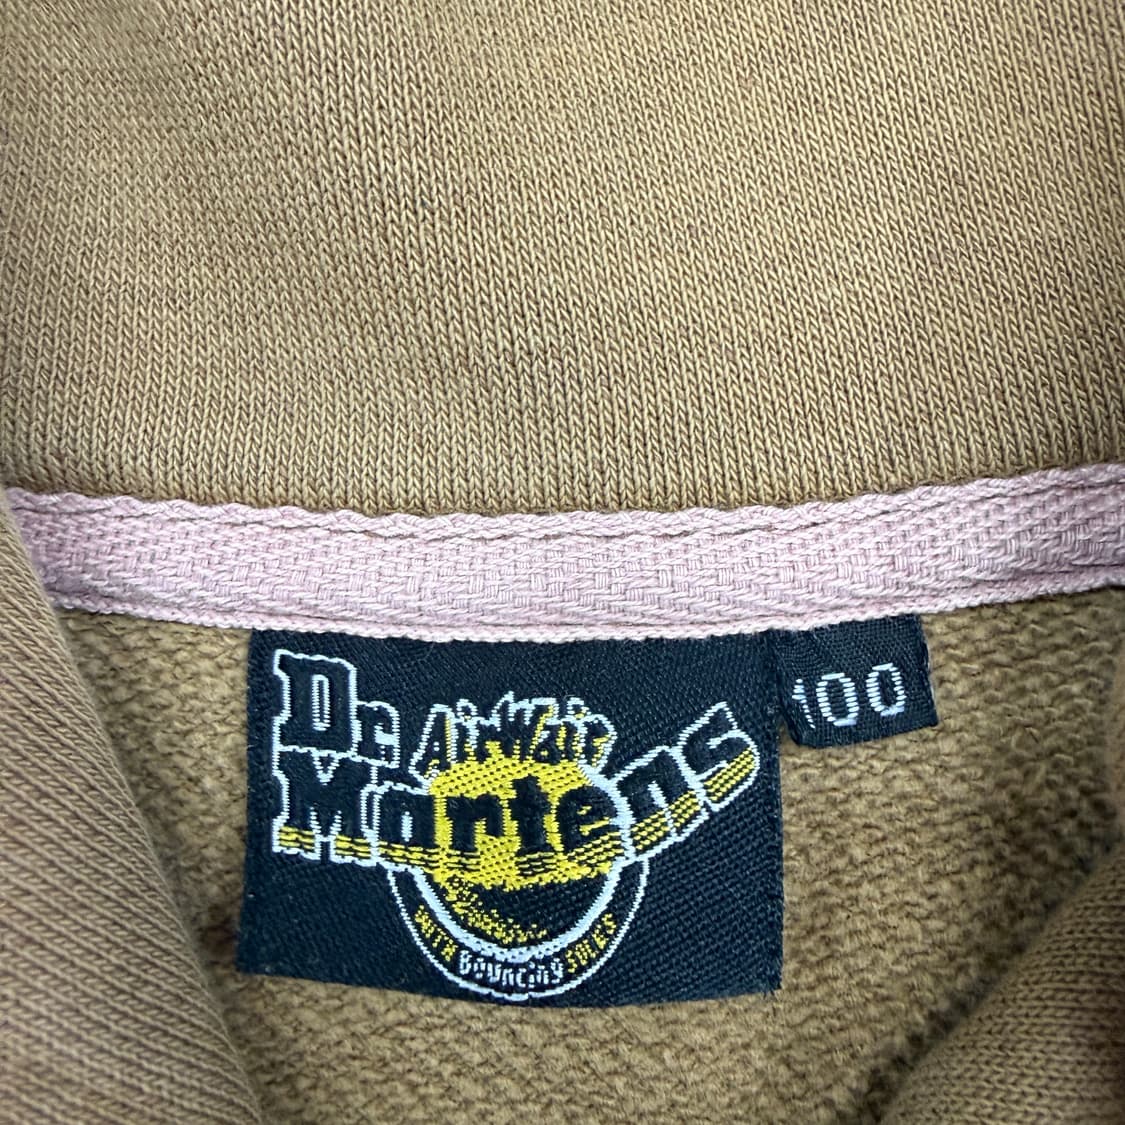 Dr.
AirWair
Martens
WITH BOUNCING SOLES
100